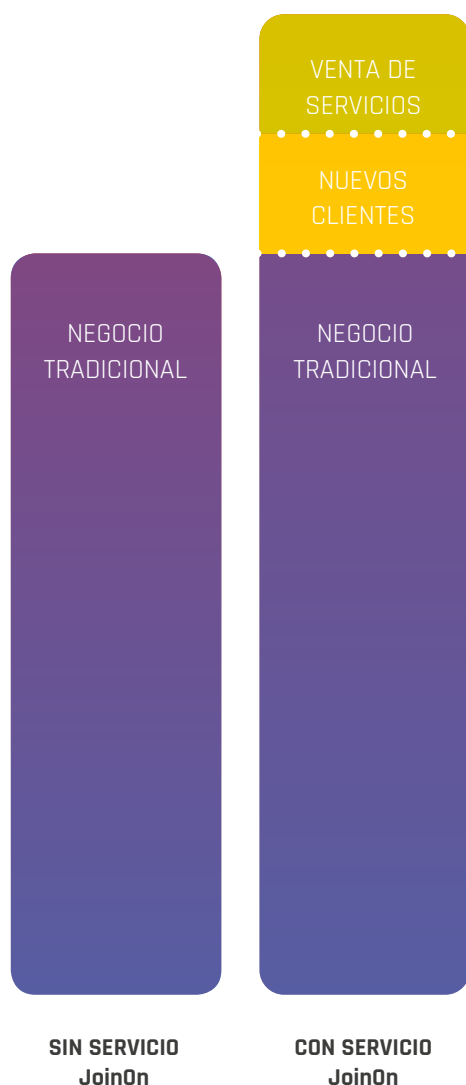 VENTA DE
SERVICIOS
NUEVOS
CLIENTES
NEGOCIO
TRADICIONAL
NEGOCIO
TRADICIONAL
SIN SERVICIO
JoinOn
CON SERVICIO
JoinOn